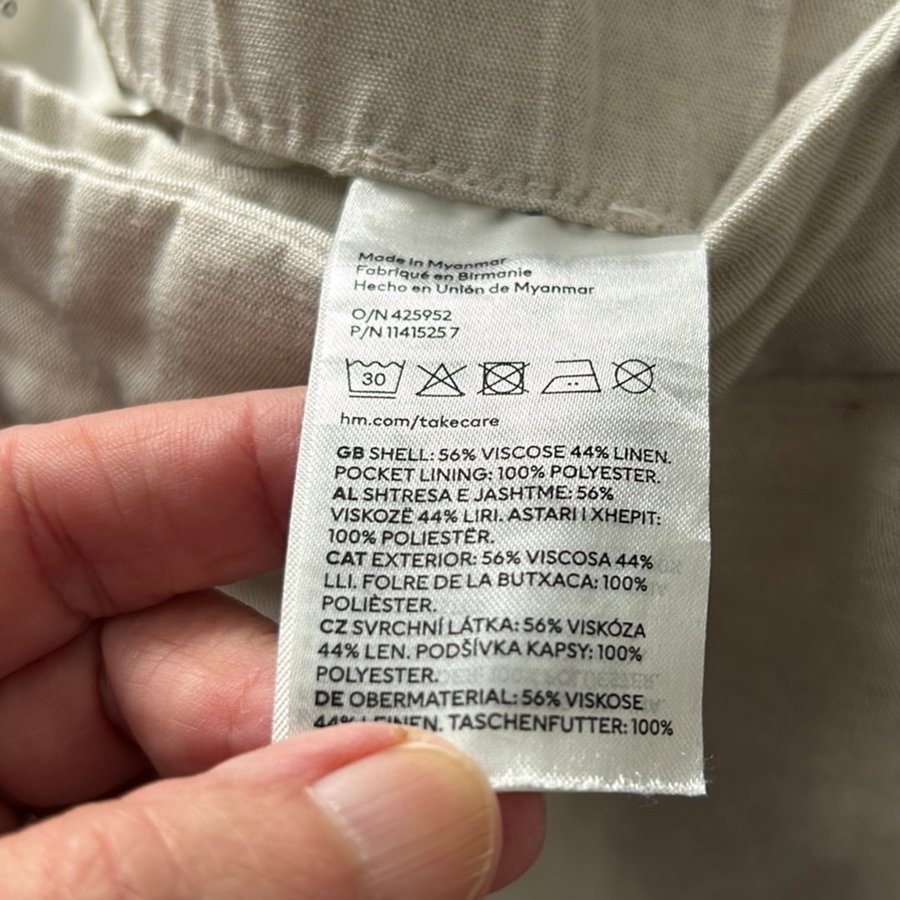 Made in Myanmar
Fabriqué en Birmanie
Hecho en Unión de Myanmar
O/N 425952
P/N 1141525 7
30
hm.com/takecare
GB SHELL: 56% VISCOSE 44% LINEN.
POCKET LINING: 100% POLYESTER.
AL SHTRESA E JASHTME: 56%
VISKOZË 44% LIRI. ASTARI I XHEPIT:
100% POLIESTËR.
CAT EXTERIOR: 56% VISCOSA 44%
LLI. FOLRE DE LA BUTXACA: 100%
POLIÈSTER.
CZ SVRCHNÍ LÁTKA: 56% VISKÓZA
44% LEN. PODŠÍVKA KAPSY: 100%
POLYESTER.
DE OBERMATERIAL: 56% VISKOSE
44% LEINEN. TASCHENFUTTER: 100%